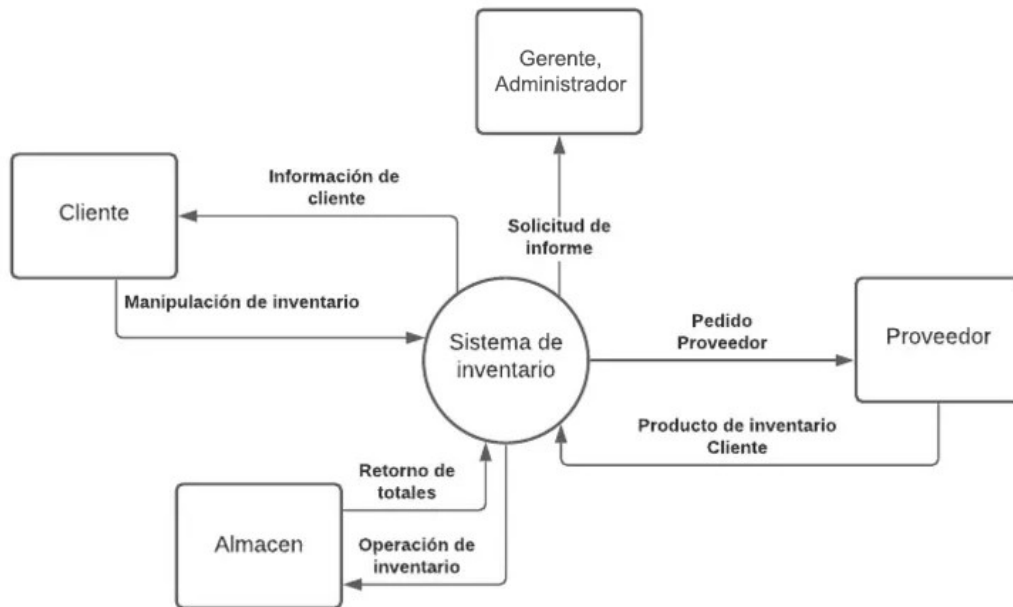 Gerente,
Administrador
Información de
cliente
Cliente
Solicitud de
informe
Manipulación de inventario
Sistema de
inventario
Pedido
Proveedor
Proveedor
Producto de inventario
Cliente
Retorno de
totales
Almacen
Operación de
inventario